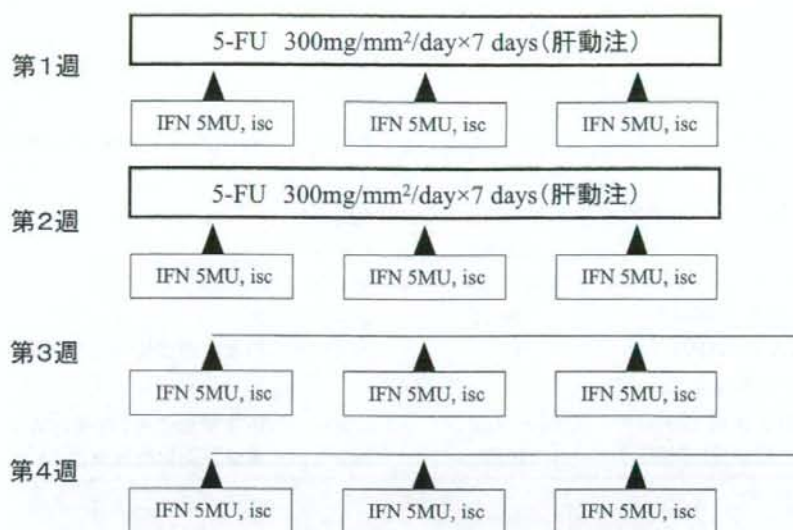 第1週
5-FU 300mg/mm²/day×7 days(肝動注)
IFN 5MU, isc IFN 5MU, isc IFN 5MU, isc
第2週
5-FU 300mg/mm²/day×7 days(肝動注)
IFN 5MU, isc IFN 5MU, isc IFN 5MU, isc
第3週
IFN 5MU, isc IFN 5MU, isc IFN 5MU, isc
第4週
IFN 5MU, isc IFN 5MU, isc IFN 5MU, isc